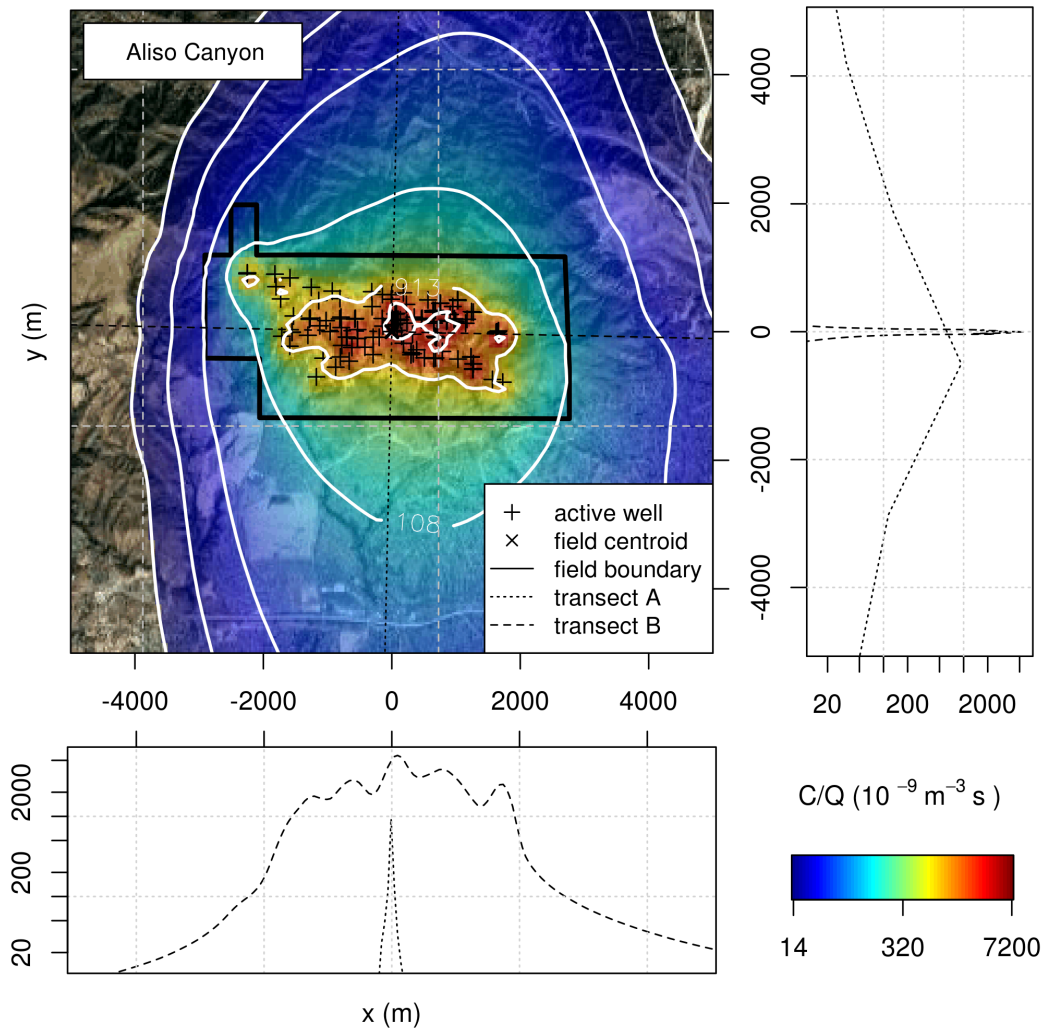 Aliso Canyon
913
108
active well
field centroid
field boundary
transect A
transect B
y (m)
-4000 -2000 0 2000 4000
4000
2000
0
-2000
-4000
20 200 2000
2000
200
20
x (m)
C/Q (10 −9 m−3 s )
14 320 7200